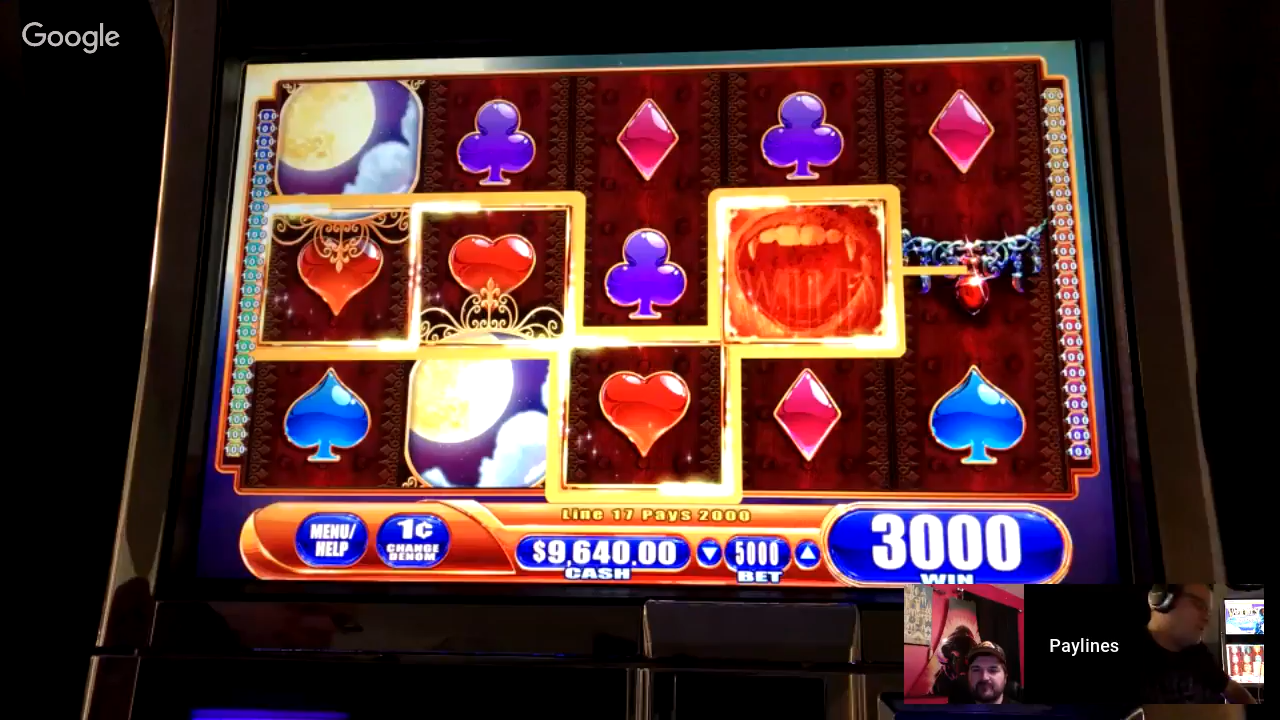 Google
WILD
Line 17 Pays 2000
MENU/
HELP
1¢
CHANGE
DENOM
$9,640.00
CASH
5000
BET
3000
WIN
Paylines